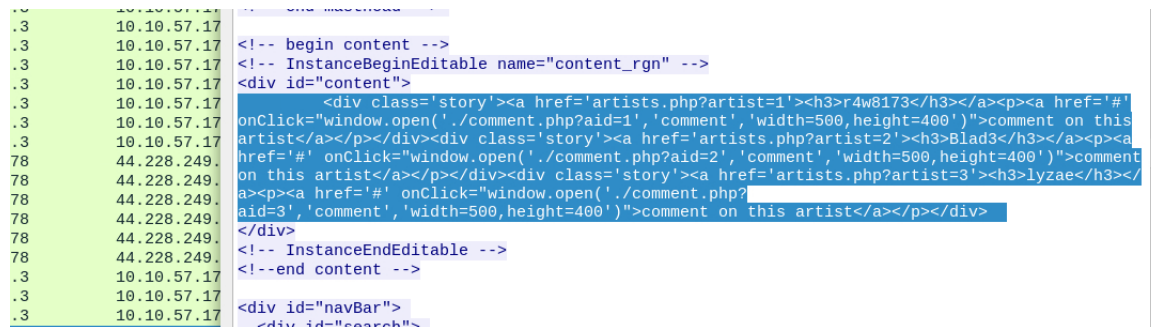 .3 10.10.57.17
.3 10.10.57.17
.3 10.10.57.17
.3 10.10.57.17
.3 10.10.57.17
.3 10.10.57.17
.3 10.10.57.17
78 44.228.249.
78 44.228.249.
78 44.228.249.
78 44.228.249.
78 44.228.249.
78 44.228.249.
.3 10.10.57.17
.3 10.10.57.17
.3 10.10.57.17
<!-- begin content -->
<!-- InstanceBeginEditable name="content_rgn" -->
<div id="content">
<div class='story'><a href='artists.php?artist=1'><h3>r4w8173</h3></a><p><a href='#'
onClick="window.open('./comment.php?aid=1','comment','width=500,height=400')">comment on this
artist</a></p></div><div class='story'><a href='artists.php?artist=2'><h3>Blad3</h3></a><p><a
href='#' onClick="window.open('./comment.php?aid=2','comment','width=500,height=400')">comment
on this artist</a></p></div><div class='story'><a href='artists.php?artist=3'><h3>lyzae</h3></
a><p><a href='#' onClick="window.open('./comment.php?
aid=3','comment','width=500,height=400')">comment on this artist</a></p></div>
</div>
<!-- InstanceEndEditable -->
<!--end content -->
<div id="navBar">
<div id="search">